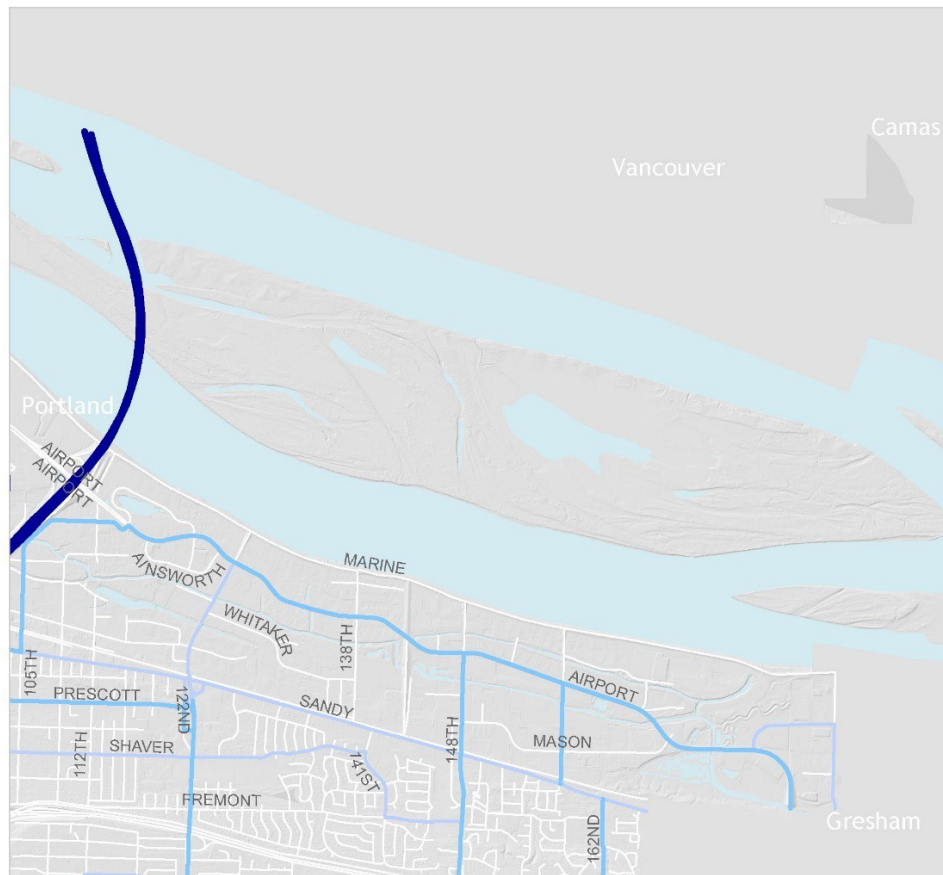 Camas
Vancouver
Portland
AIRPORT
AIRPORT
MARINE
AINSWORTH
WHITAKER
138TH
105TH
PRESCOTT
122ND
SANDY
AIRPORT
148TH
MASON
112TH
SHAVER
141ST
FREMONT
162ND
Gresham